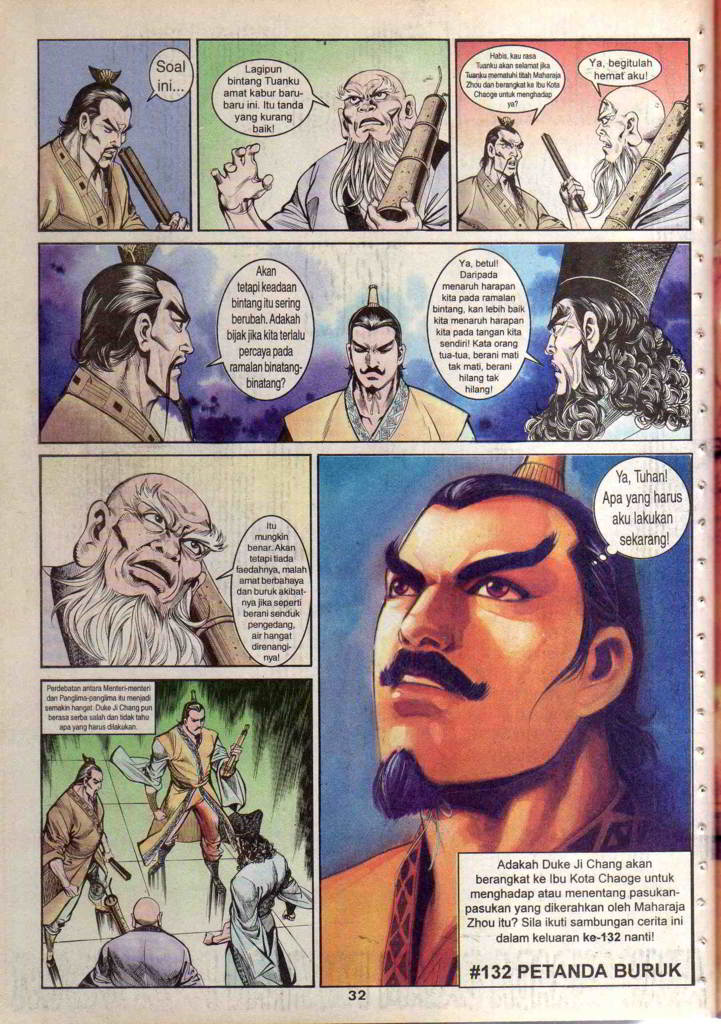 Soal
ini...
Lagipun
bintang Tuanku
amat kabur baru-
baru ini. Itu tanda
yang kurang
baik!
Habis, kau rasa
Tuanku akan selamat jika
Tuanku mematuhi titah Maharaja
Zhou dan berangkat ke Ibu Kota
Chaoge untuk menghadap
ya?
Ya, begitulah
hemat aku!
Akan
tetapi keadaan
bintang itu sering
berubah. Adakah
bijak jika kita terlalu
percaya pada
ramalan binatang-
binatang?
Ya, betul!
Daripada
menaruh harapan
kita pada ramalan
bintang, kan lebih baik
kita menaruh harapan
kita pada tangan kita
sendiri! Kata orang
tua-tua, berani mati
tak mati, berani
hilang tak
hilang!
Itu
mungkin
benar. Akan
tetapi tiada
faedahnya, malah
amat berbahaya
dan buruk akibat-
nya jika seperti
berani senduk
pengedang,
air hangat
direnangi-
nya!
Ya, Tuhan!
Apa yang harus
aku lakukan
sekarang!
Perdebatan antara Menteri-menteri
dan Panglima-panglima itu menjadi
semakin hangat. Duke Ji Chang pun
berasa serba salah dan tidak tahu
apa yang harus dilakukan.
Adakah Duke Ji Chang akan
berangkat ke Ibu Kota Chaoge untuk
menghadap atau menentang pasukan-
pasukan yang dikerahkan oleh Maharaja
Zhou itu? Sila ikuti sambungan cerita ini
dalam keluaran ke-132 nanti!
#132 PETANDA BURUK
32